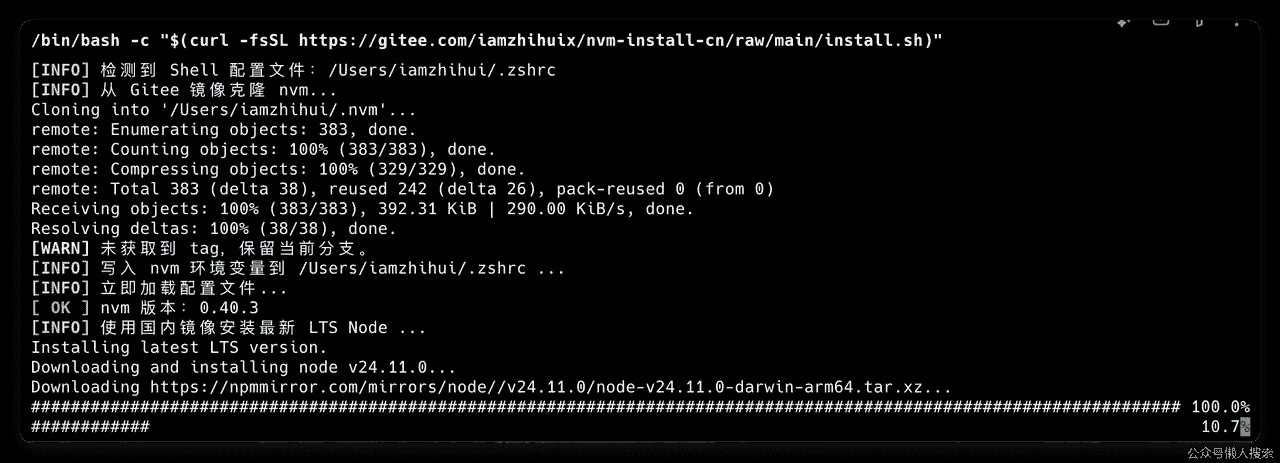 /bin/bash -c "$(curl -fsSL https://gitee.com/iamzhihuix/nvm-install-cn/raw/main/install.sh)"
[INFO] 检测到 Shell 配置文件: /Users/iamzhihui/.zshrc
[INFO] 从 Gitee 镜像克隆 nvm...
Cloning into '/Users/iamzhihui/.nvm'...
remote: Enumerating objects: 383, done.
remote: Counting objects: 100% (383/383), done.
remote: Compressing objects: 100% (329/329), done.
remote: Total 383 (delta 38), reused 242 (delta 26), pack-reused 0 (from 0)
Receiving objects: 100% (383/383), 392.31 KiB | 290.00 KiB/s, done.
Resolving deltas: 100% (38/38), done.
[WARN] 未获取到 tag, 保留当前分支。
[INFO] 写入 nvm 环境变量到 /Users/iamzhihui/.zshrc ...
[INFO] 立即加载配置文件...
[ OK ] nvm 版本: 0.40.3
[INFO] 使用国内镜像安装最新 LTS Node ...
Installing latest LTS version.
Downloading and installing node v24.11.0...
Downloading https://npmmirror.com/mirrors/node//v24.11.0/node-v24.11.0-darwin-arm64.tar.xz...
#################################################################################################################### 100.0%
############ 10.7%
公众号懒人搜索